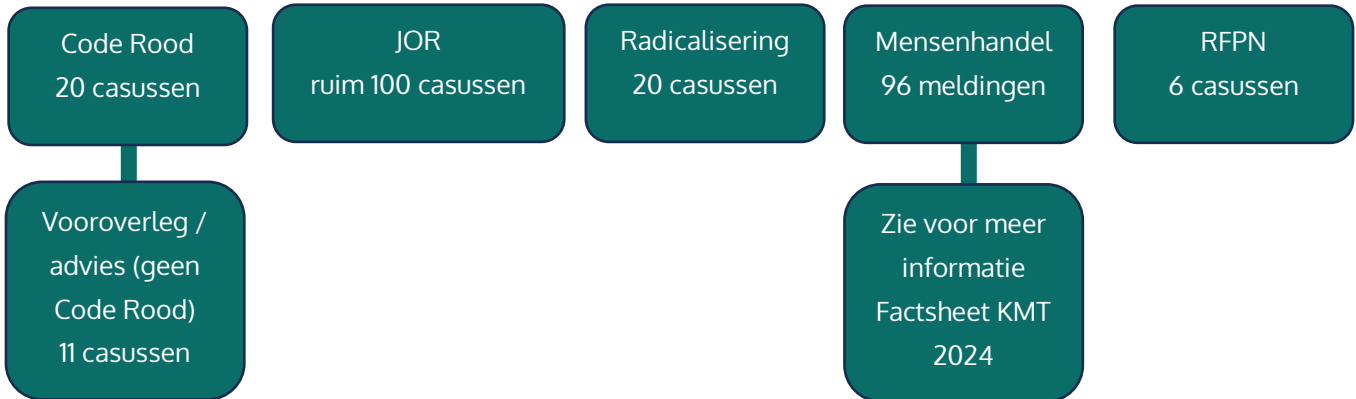 Code Rood
20 casussen
JOR
ruim 100 casussen
Radicalisering
20 casussen
Mensenhandel
96 meldingen
RFPN
6 casussen
Vooroverleg /
advies (geen
Code Rood)
11 casussen
Zie voor meer
informatie
Factsheet KMT
2024